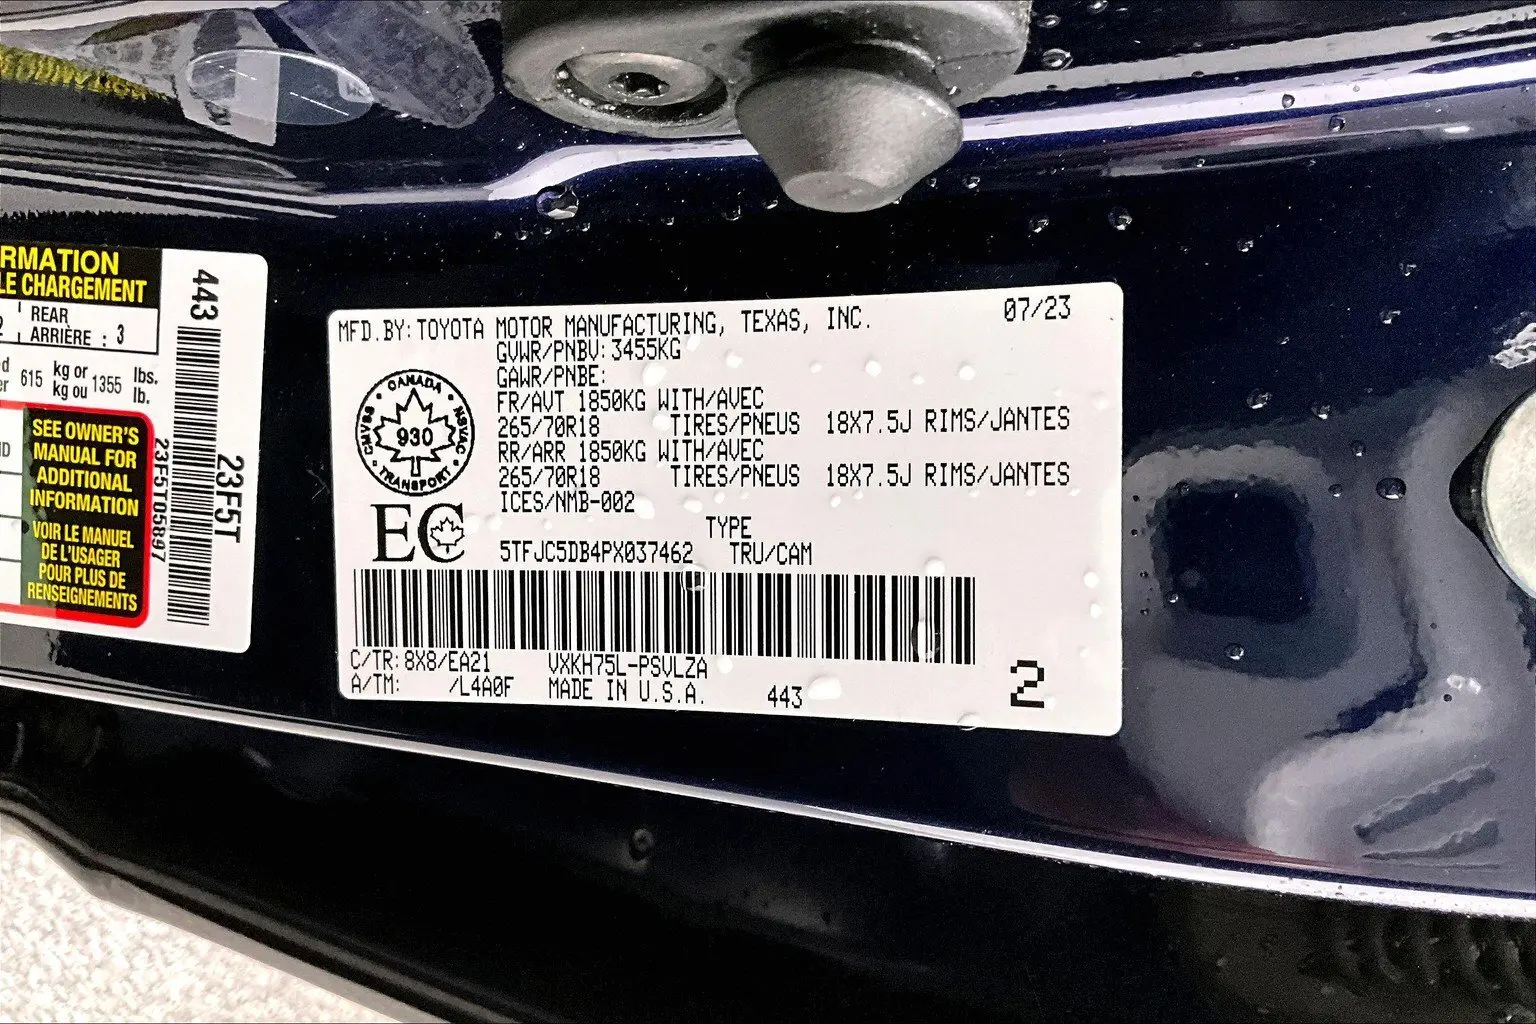 RMATION
LE CHARGEMENT
REAR
ARRIÈRE : 3
615 kg or 1355 lbs.
kg ou lb.
SEE OWNER'S
MANUAL FOR
ADDITIONAL
INFORMATION
VOIR LE MANUEL
DE L'USAGER
POUR PLUS DE
RENSEIGNEMENTS
443
23F5T05897
23F5T
MFD.BY: TOYOTA MOTOR MANUFACTURING, TEXAS, INC. 07/23
GVWR/PNBV: 3455KG
GAWR/PNBE:
FR/AVT 1850KG WITH/AVEC
265/70R18 TIRES/PNEUS 18X7.5J RIMS/JANTES
RR/ARR 1850KG WITH/AVEC
265/70R18 TIRES/PNEUS 18X7.5J RIMS/JANTES
ICES/NMB-002
CANADA
NSVAC
TRANSPORT
CMVSS
930
EC
TYPE
5TFJC5DB4PX037462 TRU/CAM
C/TR: 8X8/EA21 VXKH75L-PSVLZA
A/TM: /L4A0F MADE IN U.S.A. 443
2